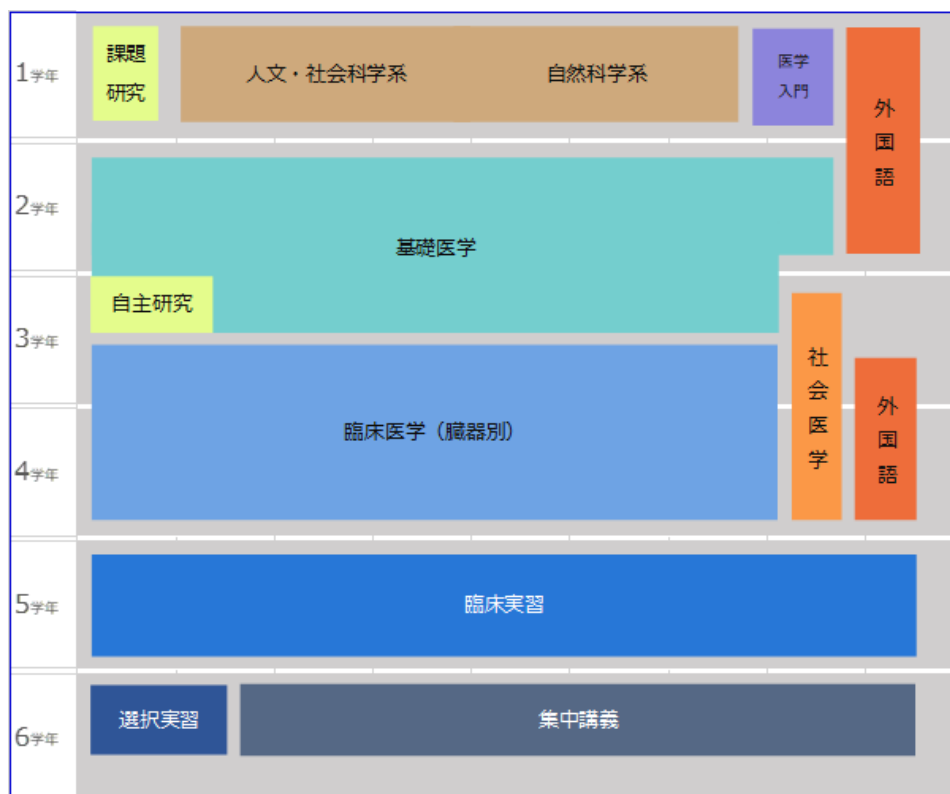 1学年
課題
研究
人文・社会科学系
自然科学系
医学
入門
外
国
語
2学年
基礎医学
3学年
自主研究
社
会
医
学
外
国
語
4学年
臨床医学（臓器別）
5学年
臨床実習
6学年
選択実習
集中講義